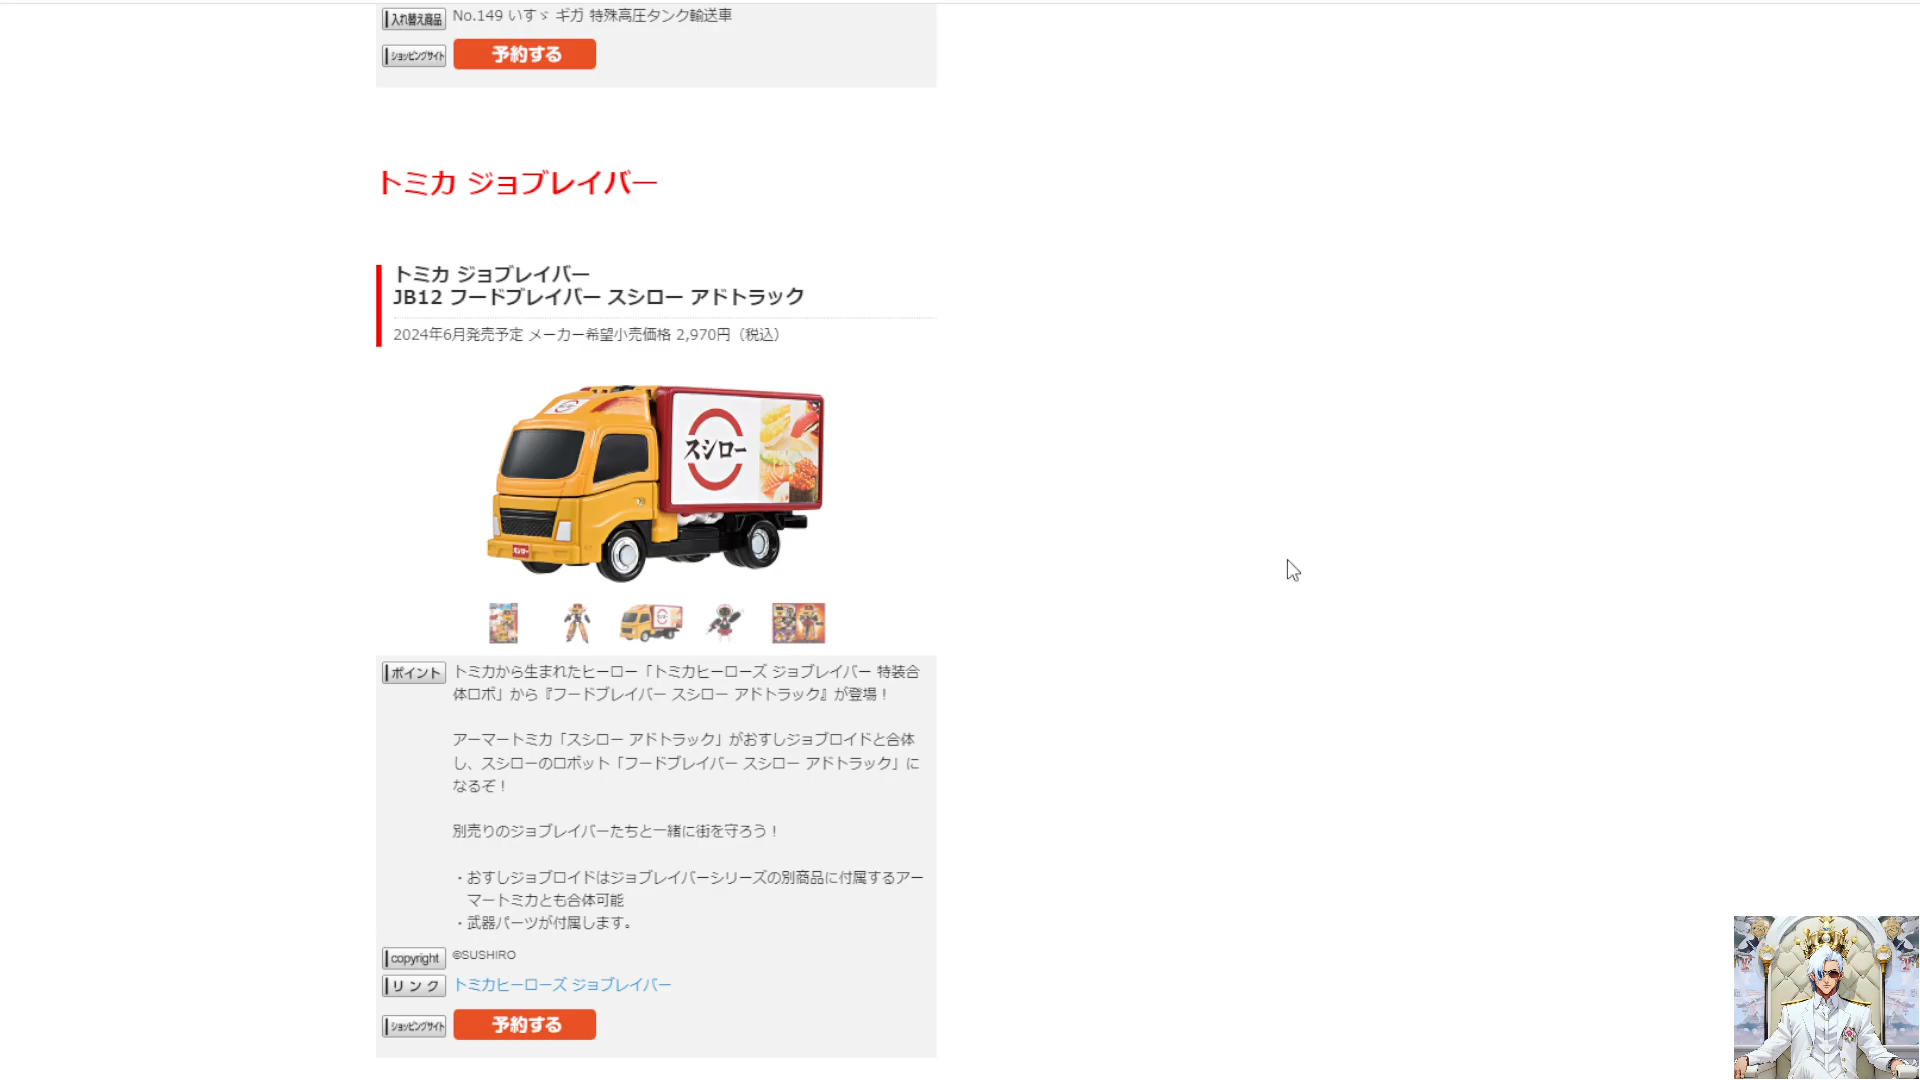 入れ替え商品 No.149 いすゞ ギガ 特殊高圧タンク輸送車
ショッピングサイト 予約する
トミカ ジョブレイバー
トミカ ジョブレイバー
JB12 フードブレイバー スシロー アドトラック
2024年6月発売予定 メーカー希望小売価格 2,970円（税込）
スシロー
スシロー
ポイント トミカから生まれたヒーロー「トミカヒーローズ ジョブレイバー 特装合
体ロボ」から『フードブレイバー スシロー アドトラック』が登場！
アーマートミカ「スシロー アドトラック」がおすしジョブロイドと合体
し、スシローのロボット「フードブレイバー スシロー アドトラック」に
なるぞ！
別売りのジョブレイバーたちと一緒に街を守ろう！
・おすしジョブロイドはジョブレイバーシリーズの別商品に付属するアー
マートミカとも合体可能
・武器パーツが付属します。
copyright ©SUSHIRO
リンク トミカヒーローズ ジョブレイバー
ショッピングサイト 予約する